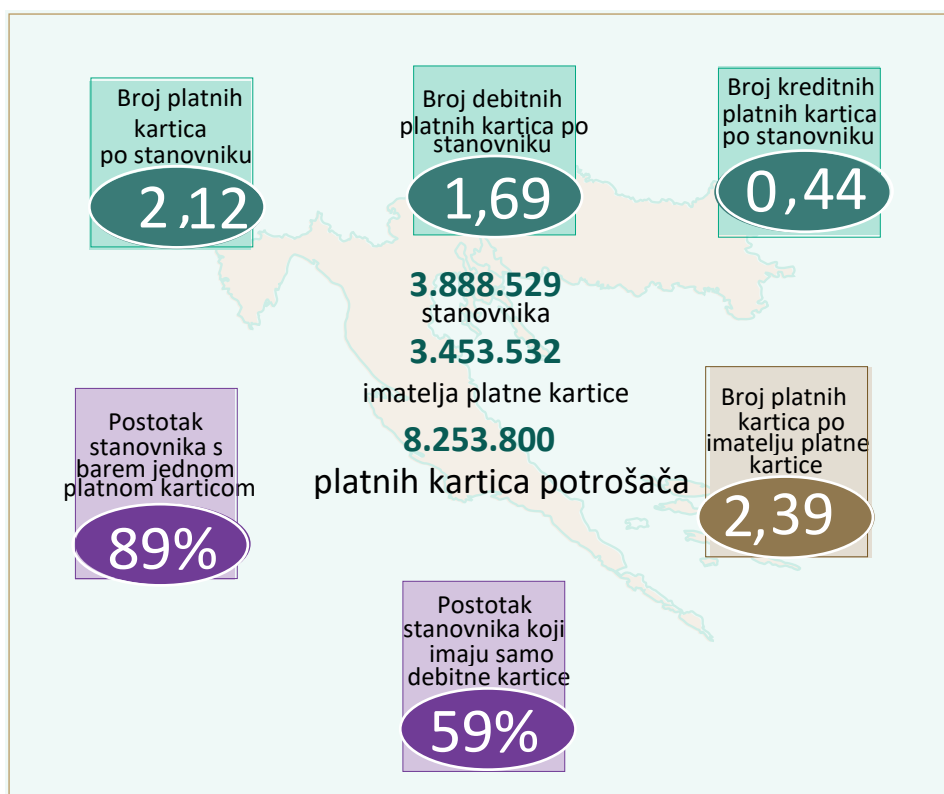 Broj platnih
kartica
po stanovniku
2,12
Broj debitnih
platnih kartica po
stanovniku
1,69
Broj kreditnih
platnih kartica
po stanovniku
0,44
3.888.529
stanovnika
3.453.532
imatelja platne kartice
8.253.800
platnih kartica potrošača
Postotak
stanovnika s
barem jednom
platnom karticom
89%
Broj platnih
kartica po
imatelju platne
kartice
2,39
Postotak
stanovnika koji
imaju samo
debitne kartice
59%